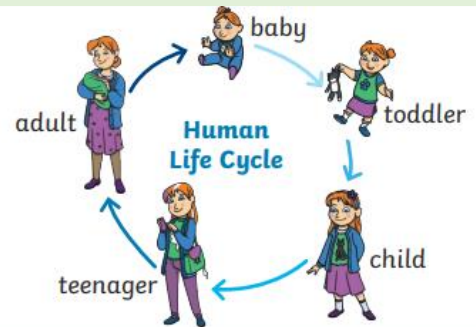 baby
toddler
adult
Human
Life Cycle
child
teenager